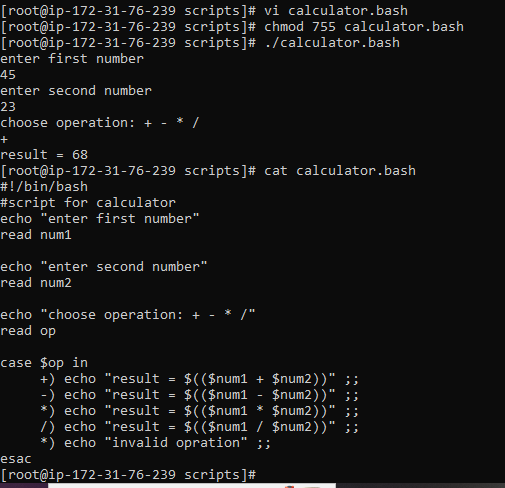 [root@ip-172-31-76-239 scripts]# vi calculator.bash
[root@ip-172-31-76-239 scripts]# chmod 755 calculator.bash
[root@ip-172-31-76-239 scripts]# ./calculator.bash
enter first number
45
enter second number
23
choose operation: + - * /
+
result = 68
[root@ip-172-31-76-239 scripts]# cat calculator.bash
#!/bin/bash
#script for calculator
echo "enter first number"
read num1

echo "enter second number"
read num2

echo "choose operation: + - * /"
read op

case $op in
     +) echo "result = $(($num1 + $num2))" ;;
     -) echo "result = $(($num1 - $num2))" ;;
     *) echo "result = $(($num1 * $num2))" ;;
     /) echo "result = $(($num1 / $num2))" ;;
     *) echo "invalid opration" ;;
esac
[root@ip-172-31-76-239 scripts]#